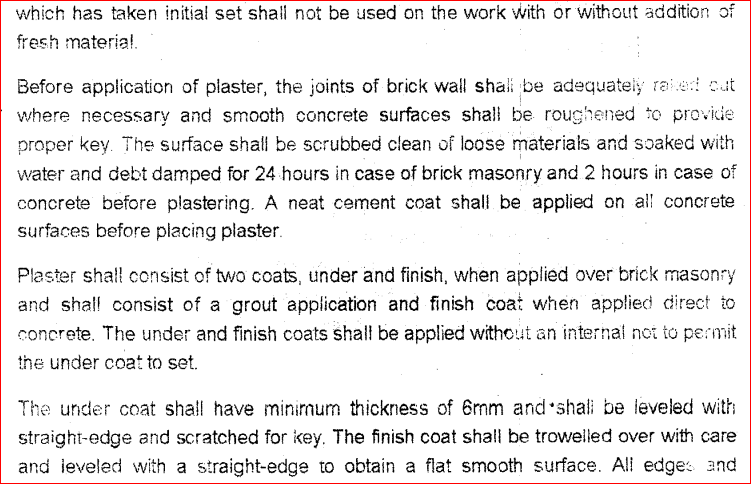 which has taken initial set shall not be used on the work with or without addition of
fresh material.
Before application of plaster, the joints of brick wall shall be adequately raked out
where necessary and smooth concrete surfaces shall be roughened to provide
proper key. The surface shall be scrubbed clean of loose materials and soaked with
water and debt damped for 24 hours in case of brick masonry and 2 hours in case of
concrete before plastering. A neat cement coat shall be applied on all concrete
surfaces before placing plaster.
Plaster shall consist of two coats, under and finish, when applied over brick masonry
and shall consist of a grout application and finish coat when applied direct to
concrete. The under and finish coats shall be applied without an internal not to permit
the under coat to set.
The under coat shall have minimum thickness of 6mm and shall be leveled with
straight-edge and scratched for key. The finish coat shall be trowelled over with care
and leveled with a straight-edge to obtain a flat smooth surface. All edges and